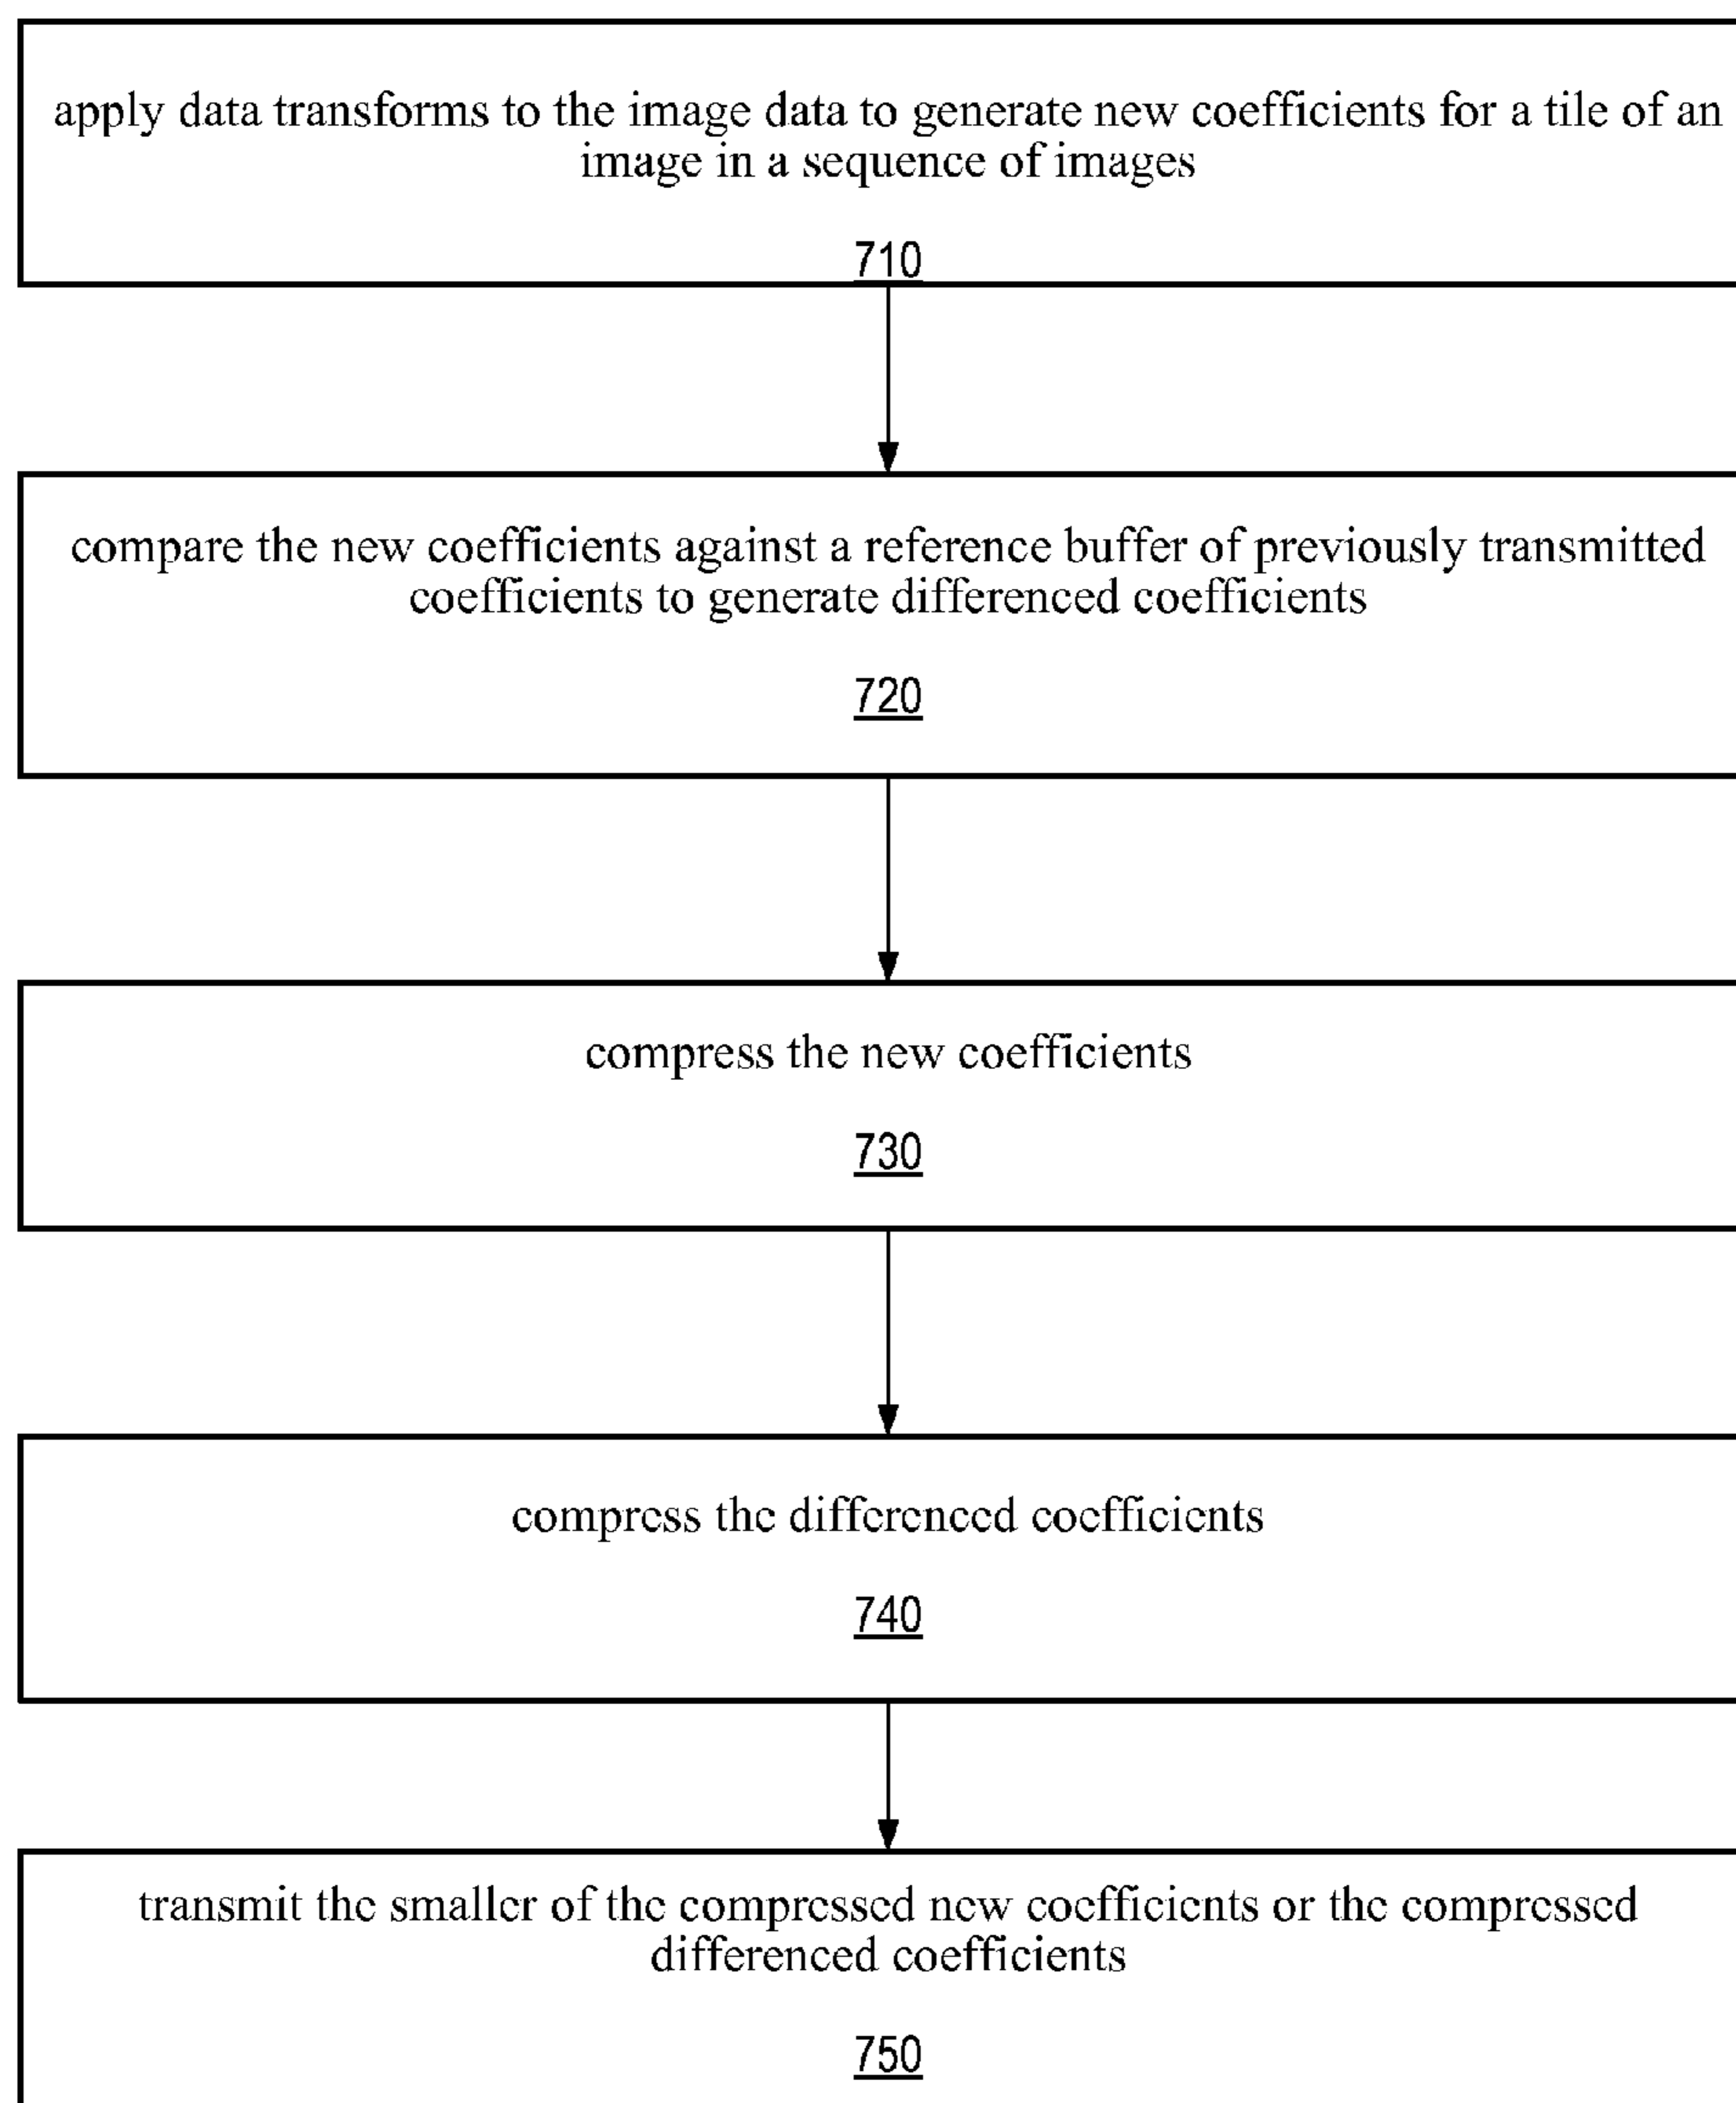 apply data transforms to the image data to generate new coefficients for a tile of an
image in a sequence of images
710
compare the new coefficients against a reference buffer of previously transmitted
coefficients to generate differenced coefficients
720
compress the new coefficients
730
compress the differenced coefficients
740
transmit the smaller of the compressed new coefficients or the compressed
differenced coefficients
750